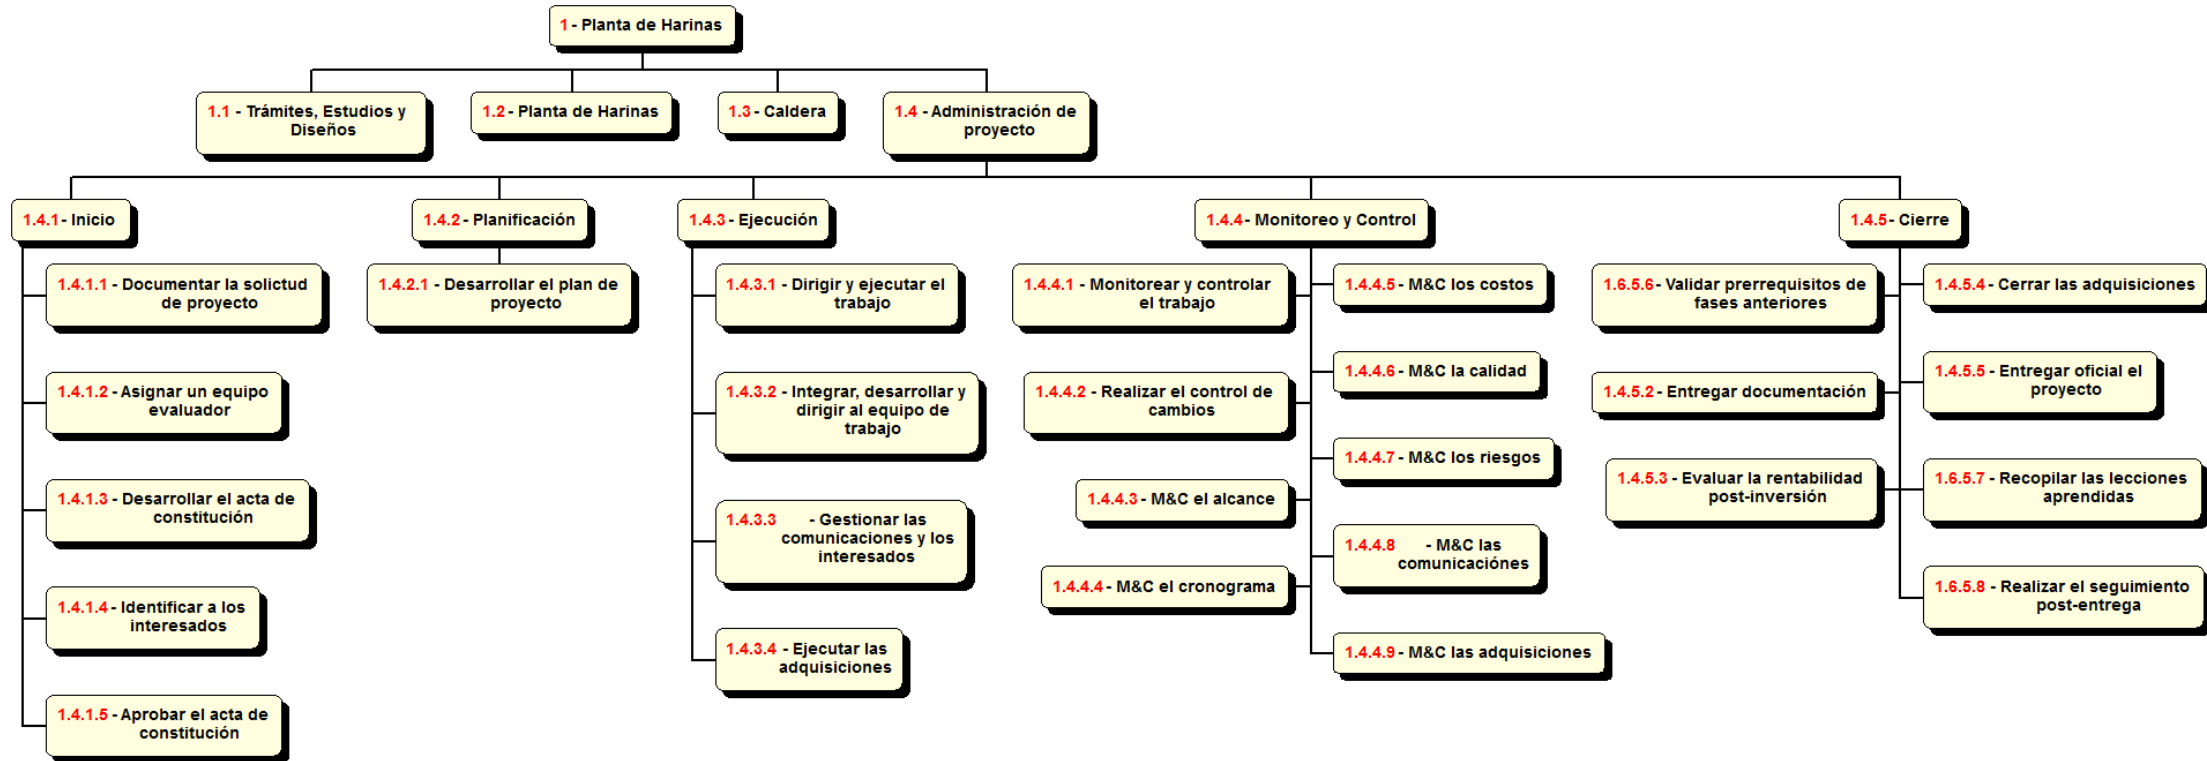 1 - Planta de Harinas
1.1 - Trámites, Estudios y
Diseños
1.2 - Planta de Harinas
1.3 - Caldera
1.4 - Administración de
proyecto
1.4.1 - Inicio
1.4.2 - Planificación
1.4.3 - Ejecución
1.4.4 - Monitoreo y Control
1.4.5 - Cierre
1.4.1.1 - Documentar la solictud
de proyecto
1.4.1.2 - Asignar un equipo
evaluador
1.4.1.3 - Desarrollar el acta de
constitución
1.4.1.4 - Identificar a los
interesados
1.4.1.5 - Aprobar el acta de
constitución
1.4.2.1 - Desarrollar el plan de
proyecto
1.4.3.1 - Dirigir y ejecutar el
trabajo
1.4.3.2 - Integrar, desarrollar y
dirigir al equipo de
trabajo
1.4.3.3 - Gestionar las
comunicaciones y los
interesados
1.4.3.4 - Ejecutar las
adquisiciones
1.4.4.1 - Monitorear y controlar
el trabajo
1.4.4.2 - Realizar el control de
cambios
1.4.4.3 - M&C el alcance
1.4.4.4 - M&C el cronograma
1.4.4.5 - M&C los costos
1.4.4.6 - M&C la calidad
1.4.4.7 - M&C los riesgos
1.4.4.8 - M&C las
comunicaciónes
1.4.4.9 - M&C las adquisiciones
1.6.5.6 - Validar prerrequisitos de
fases anteriores
1.4.5.2 - Entregar documentación
1.4.5.3 - Evaluar la rentabilidad
post-inversión
1.4.5.4 - Cerrar las adquisiciones
1.4.5.5 - Entregar oficial el
proyecto
1.6.5.7 - Recopilar las lecciones
aprendidas
1.6.5.8 - Realizar el seguimiento
post-entrega